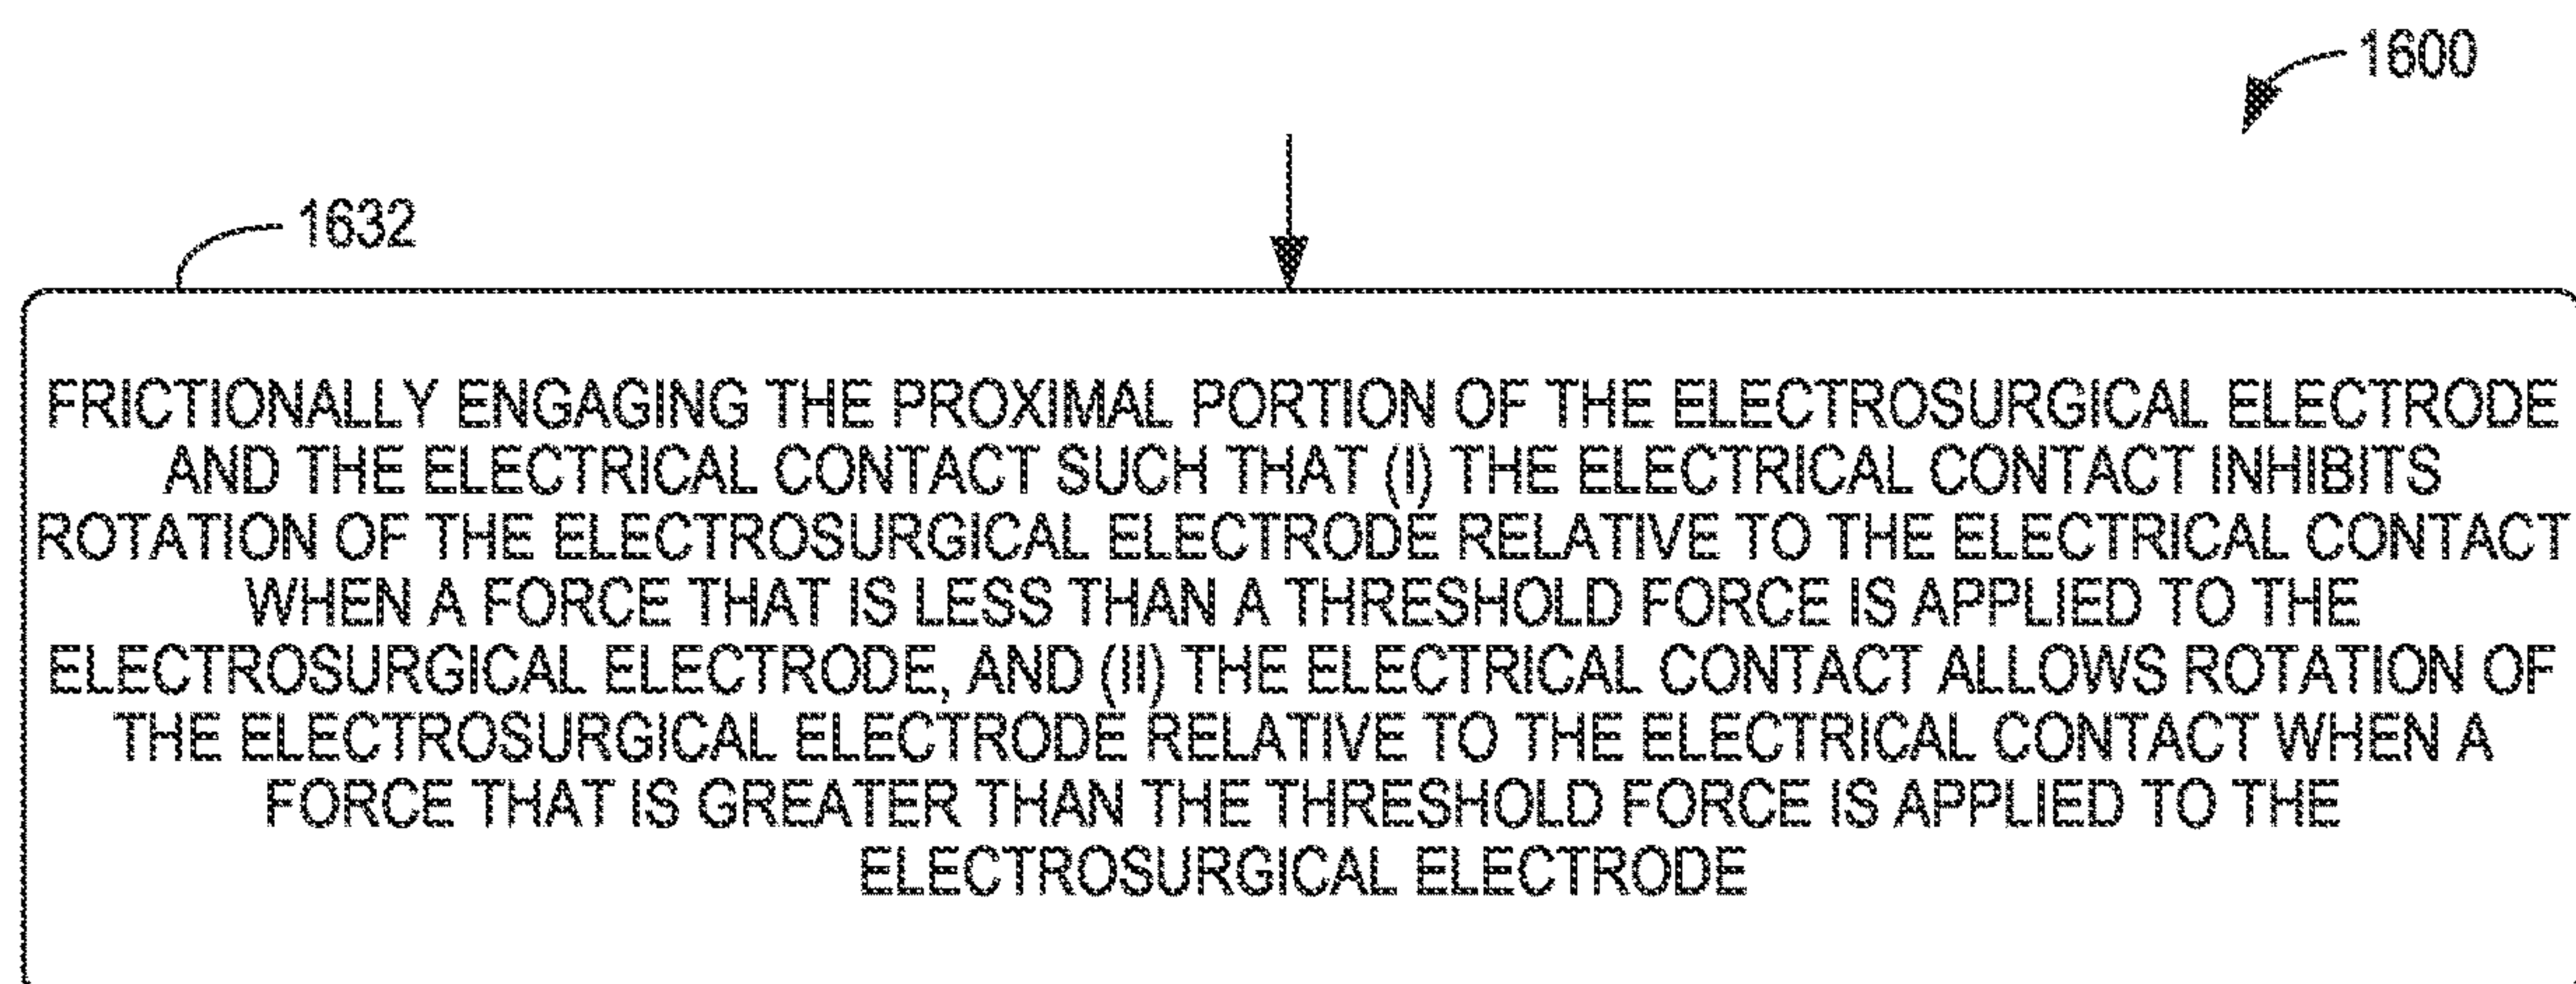 1600
1632
FRICTIONALLY ENGAGING THE PROXIMAL PORTION OF THE ELECTROSURGICAL ELECTRODE
AND THE ELECTRICAL CONTACT SUCH THAT (I) THE ELECTRICAL CONTACT INHIBITS
ROTATION OF THE ELECTROSURGICAL ELECTRODE RELATIVE TO THE ELECTRICAL CONTACT
WHEN A FORCE THAT IS LESS THAN A THRESHOLD FORCE IS APPLIED TO THE
ELECTROSURGICAL ELECTRODE, AND (II) THE ELECTRICAL CONTACT ALLOWS ROTATION OF
THE ELECTROSURGICAL ELECTRODE RELATIVE TO THE ELECTRICAL CONTACT WHEN A
FORCE THAT IS GREATER THAN THE THRESHOLD FORCE IS APPLIED TO THE
ELECTROSURGICAL ELECTRODE